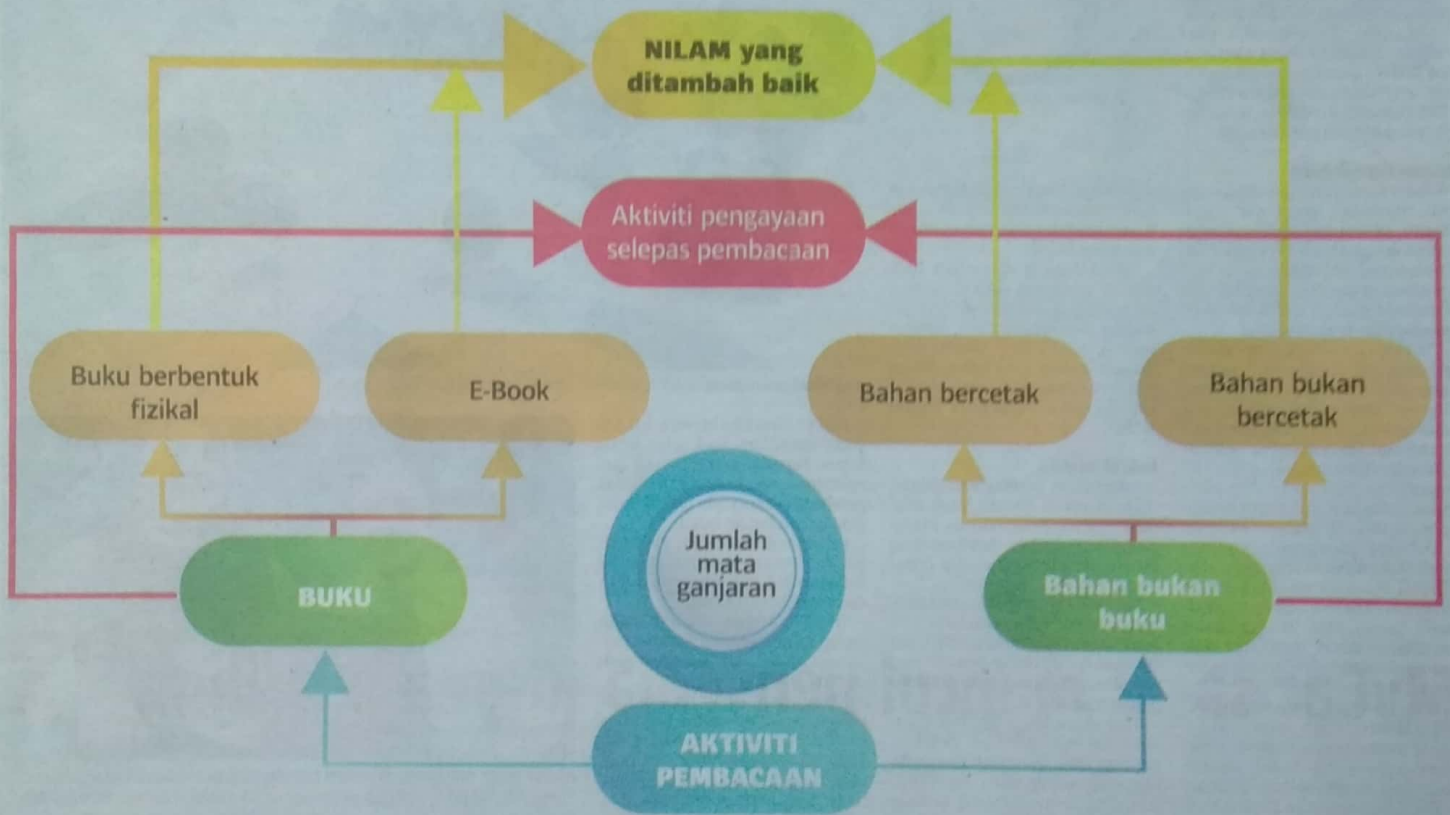 NILAM yang
ditambah baik
Aktiviti pengayaan
selepas pembacaan
Buku berbentuk
fizikal
E-Book
Bahan bercetak
Bahan bukan
bercetak
Jumlah
mata
ganjaran
BUKU
Bahan bukan
buku
AKTIVITI
PEMBACAAN